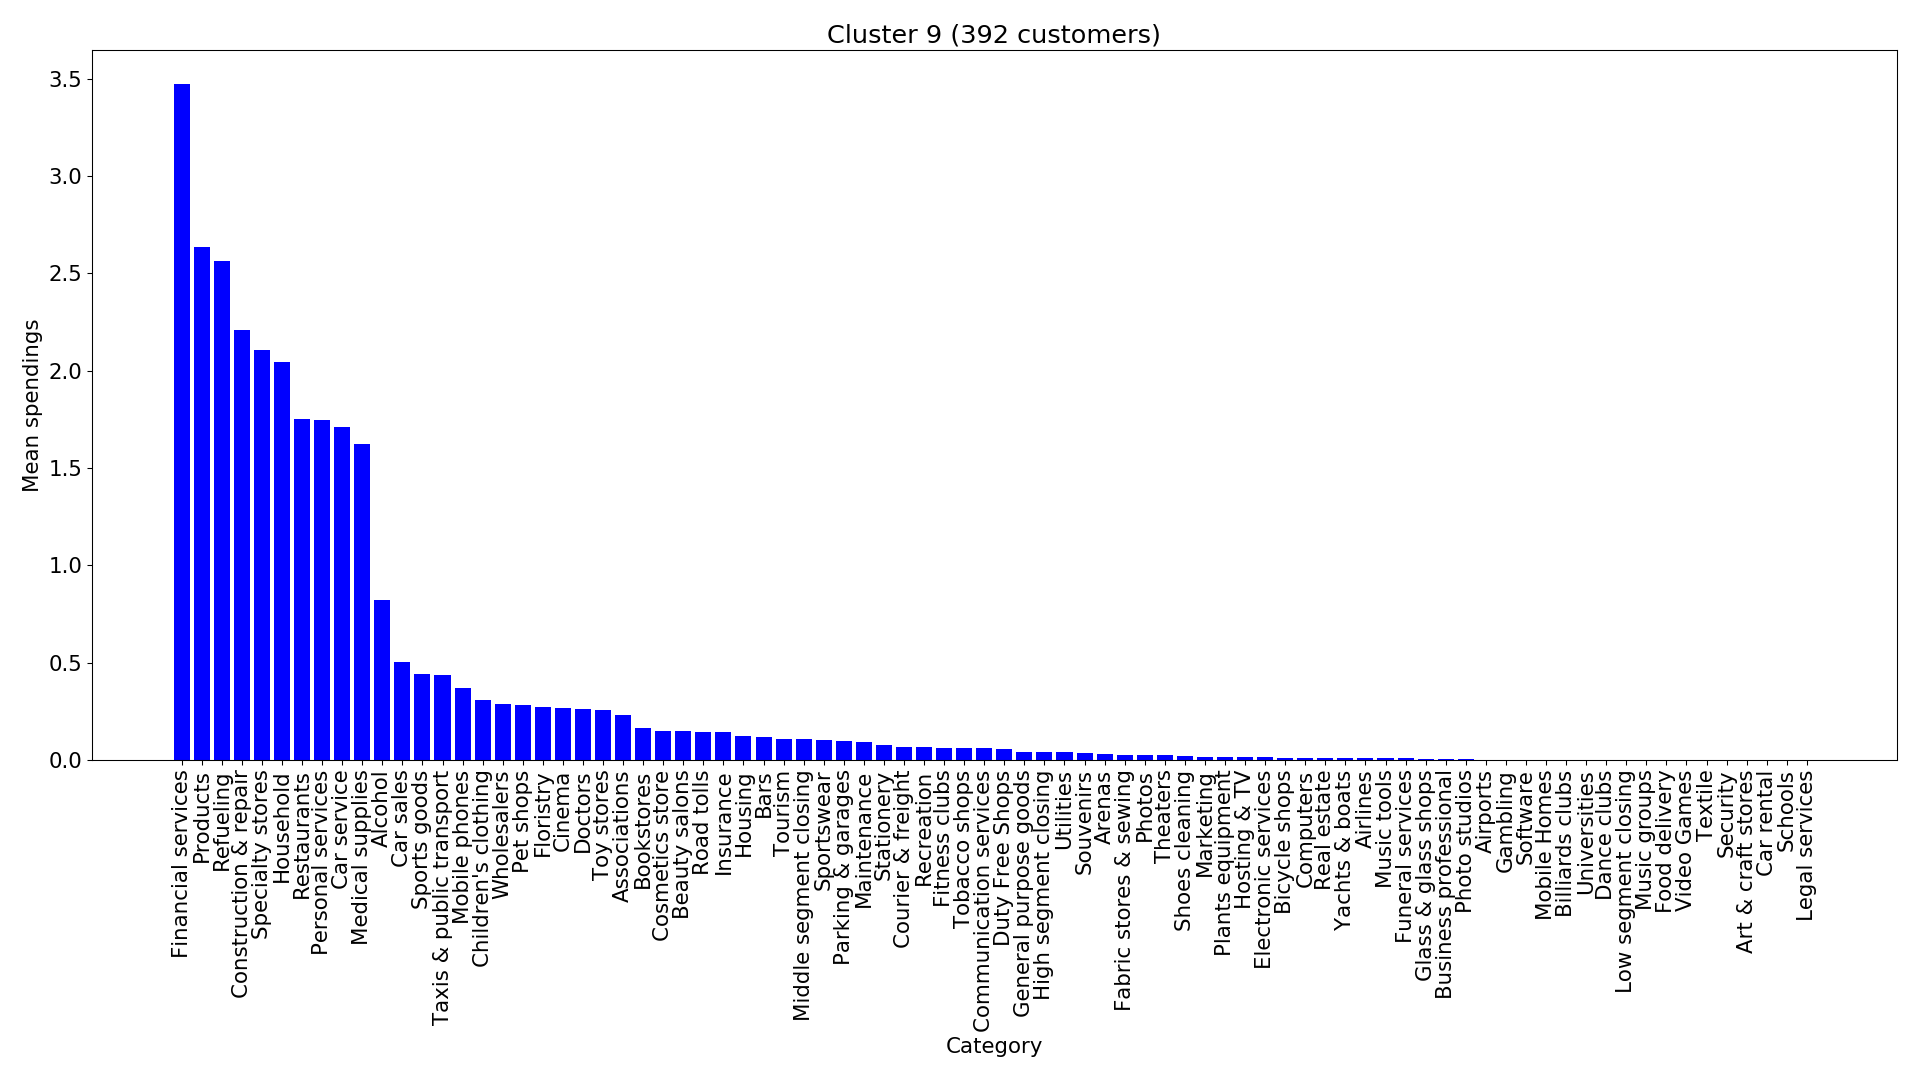 Cluster 9 (392 customers)
3.5
3.0
2.5
2.0
1.5
1.0
0.5
0.0
Mean spendings
Financial services
Products
Refueling
Construction & repair
Specialty stores
Household
Restaurants
Personal services
Car service
Medical supplies
Alcohol
Car sales
Sports goods
Taxis & public transport
Mobile phones
Children's clothing
Wholesalers
Pet shops
Floristry
Cinema
Doctors
Toy stores
Associations
Bookstores
Cosmetics store
Beauty salons
Road tolls
Insurance
Housing
Bars
Tourism
Middle segment closing
Sportswear
Parking & garages
Maintenance
Stationery
Courier & freight
Recreation
Fitness clubs
Tobacco shops
Communication services
Duty Free Shops
General purpose goods
High segment closing
Utilities
Souvenirs
Arenas
Fabric stores & sewing
Photos
Theaters
Shoes cleaning
Marketing
Plants equipment
Hosting & TV
Electronic services
Bicycle shops
Computers
Real estate
Yachts & boats
Airlines
Music tools
Funeral services
Glass & glass shops
Business professional
Photo studios
Airports
Gambling
Software
Mobile Homes
Billiards clubs
Universities
Dance clubs
Low segment closing
Music groups
Food delivery
Video Games
Textile
Security
Art & craft stores
Car rental
Schools
Legal services
Category